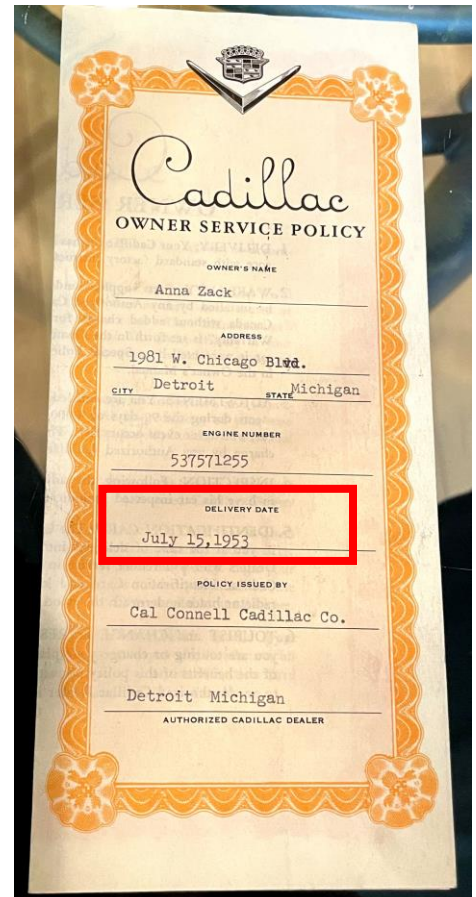 Cadillac
OWNER SERVICE POLICY
OWNER'S NAME
Anna Zack
ADDRESS
1981 W. Chicago Blvd.
CITY Detroit STATE Michigan
ENGINE NUMBER
537571255
DELIVERY DATE
July 15,1953
POLICY ISSUED BY
Cal Connell Cadillac Co.
Detroit Michigan
AUTHORIZED CADILLAC DEALER